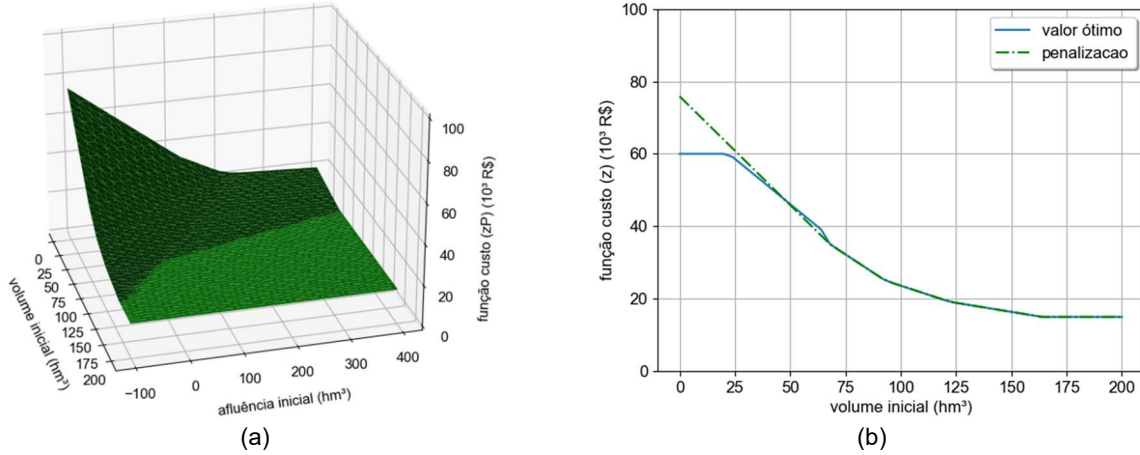 100
80
60
40
20
0
função custo (zP) (10³ R$)
0
25
50
75
100
125
150
175
200
volume inicial (hm³)
−100
0
100
200
300
400
afluência inicial (hm³)
(a)
100
80
60
40
20
0
função custo (z) (10³ R$)
valor ótimo
penalizacao
0 25 50 75 100 125 150 175 200
volume inicial (hm³)
(b)